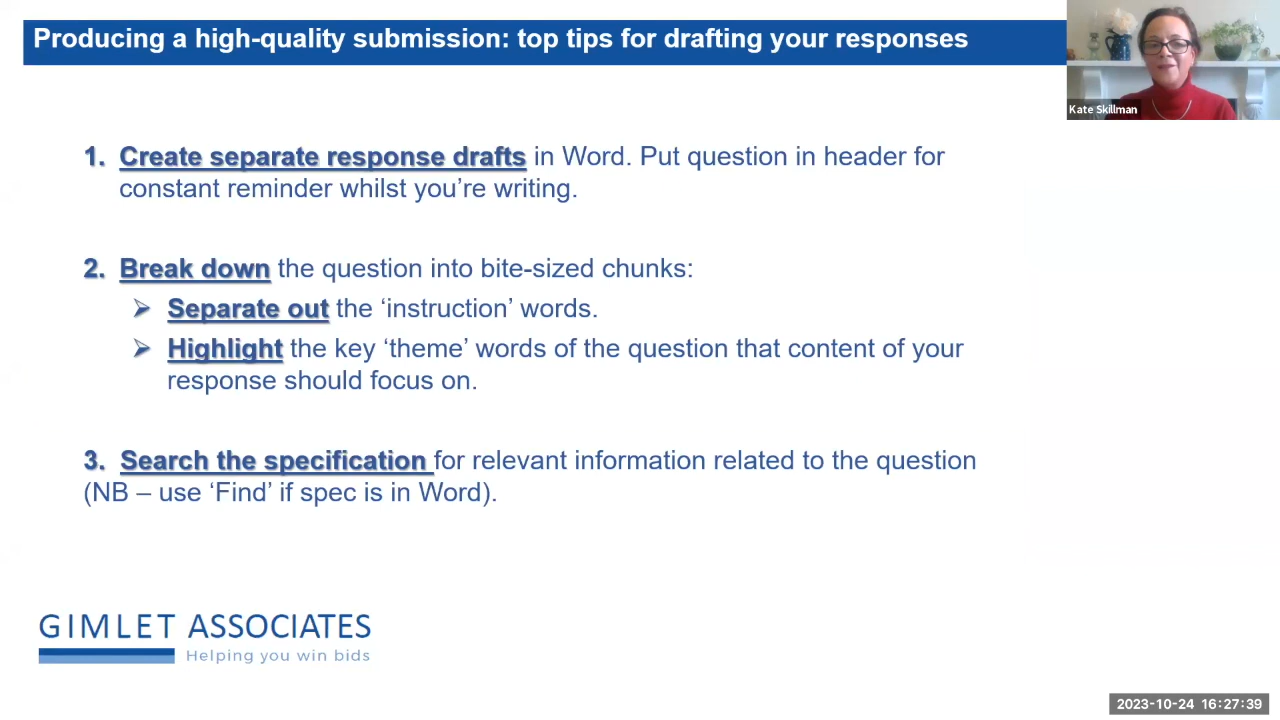 Producing a high-quality submission: top tips for drafting your responses
Kate Skillman
1. Create separate response drafts in Word. Put question in header for
constant reminder whilst you’re writing.
2. Break down the question into bite-sized chunks:
➢ Separate out the ‘instruction’ words.
➢ Highlight the key ‘theme’ words of the question that content of your
response should focus on.
3. Search the specification for relevant information related to the question
(NB – use ‘Find’ if spec is in Word).
GIMLET ASSOCIATES
Helping you win bids
2023-10-24 16:27:39